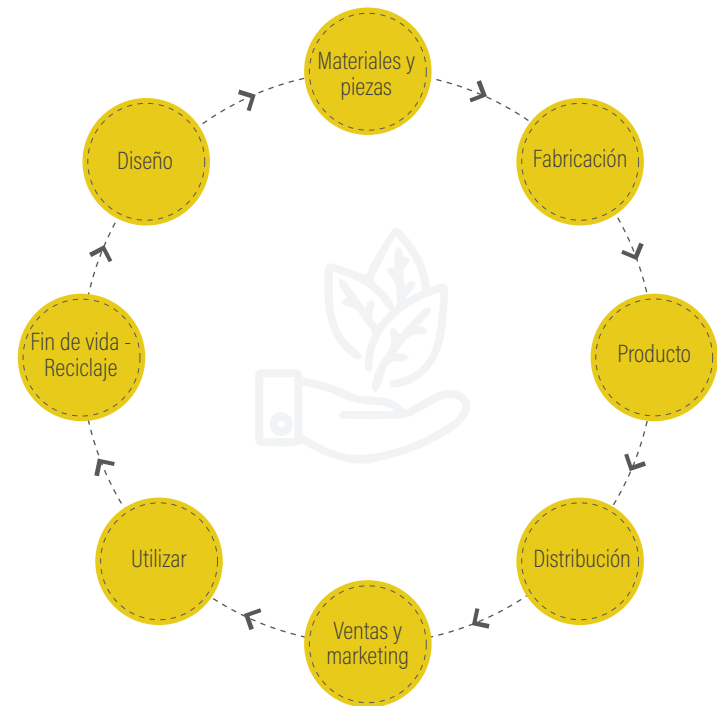 Materiales y
piezas
Fabricación
Producto
Distribución
Ventas y
marketing
Utilizar
Fin de vida -
Reciclaje
Diseño